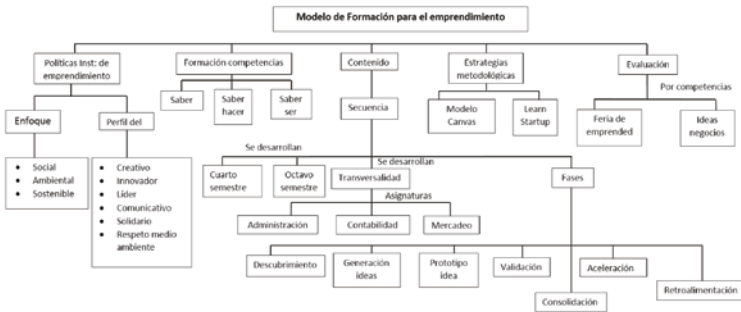 Modelo de Formación para el emprendimiento
Políticas Inst: de
emprendimiento
Formación competencias
Contenido
Estrategias
metodológicas
Evaluación
Por competencias
Saber
Saber
hacer
Saber
ser
Secuencia
Modelo
Canvas
Learn
Startup
Feria de
emprended
Ideas
negocios
Enfoque
Perfil del
• Social
• Ambiental
• Sostenible
• Creativo
• Innovador
• Líder
• Comunicativo
• Solidario
• Respeto medio
ambiente
Se desarrollan
Se desarrollan
Cuarto
semestre
Octavo
semestre
Transversalidad
Fases
Asignaturas
Administración
Contabilidad
Mercadeo
Descubrimiento
Generación
ideas
Prototipo
idea
Validación
Aceleración
Consolidación
Retroalimentación